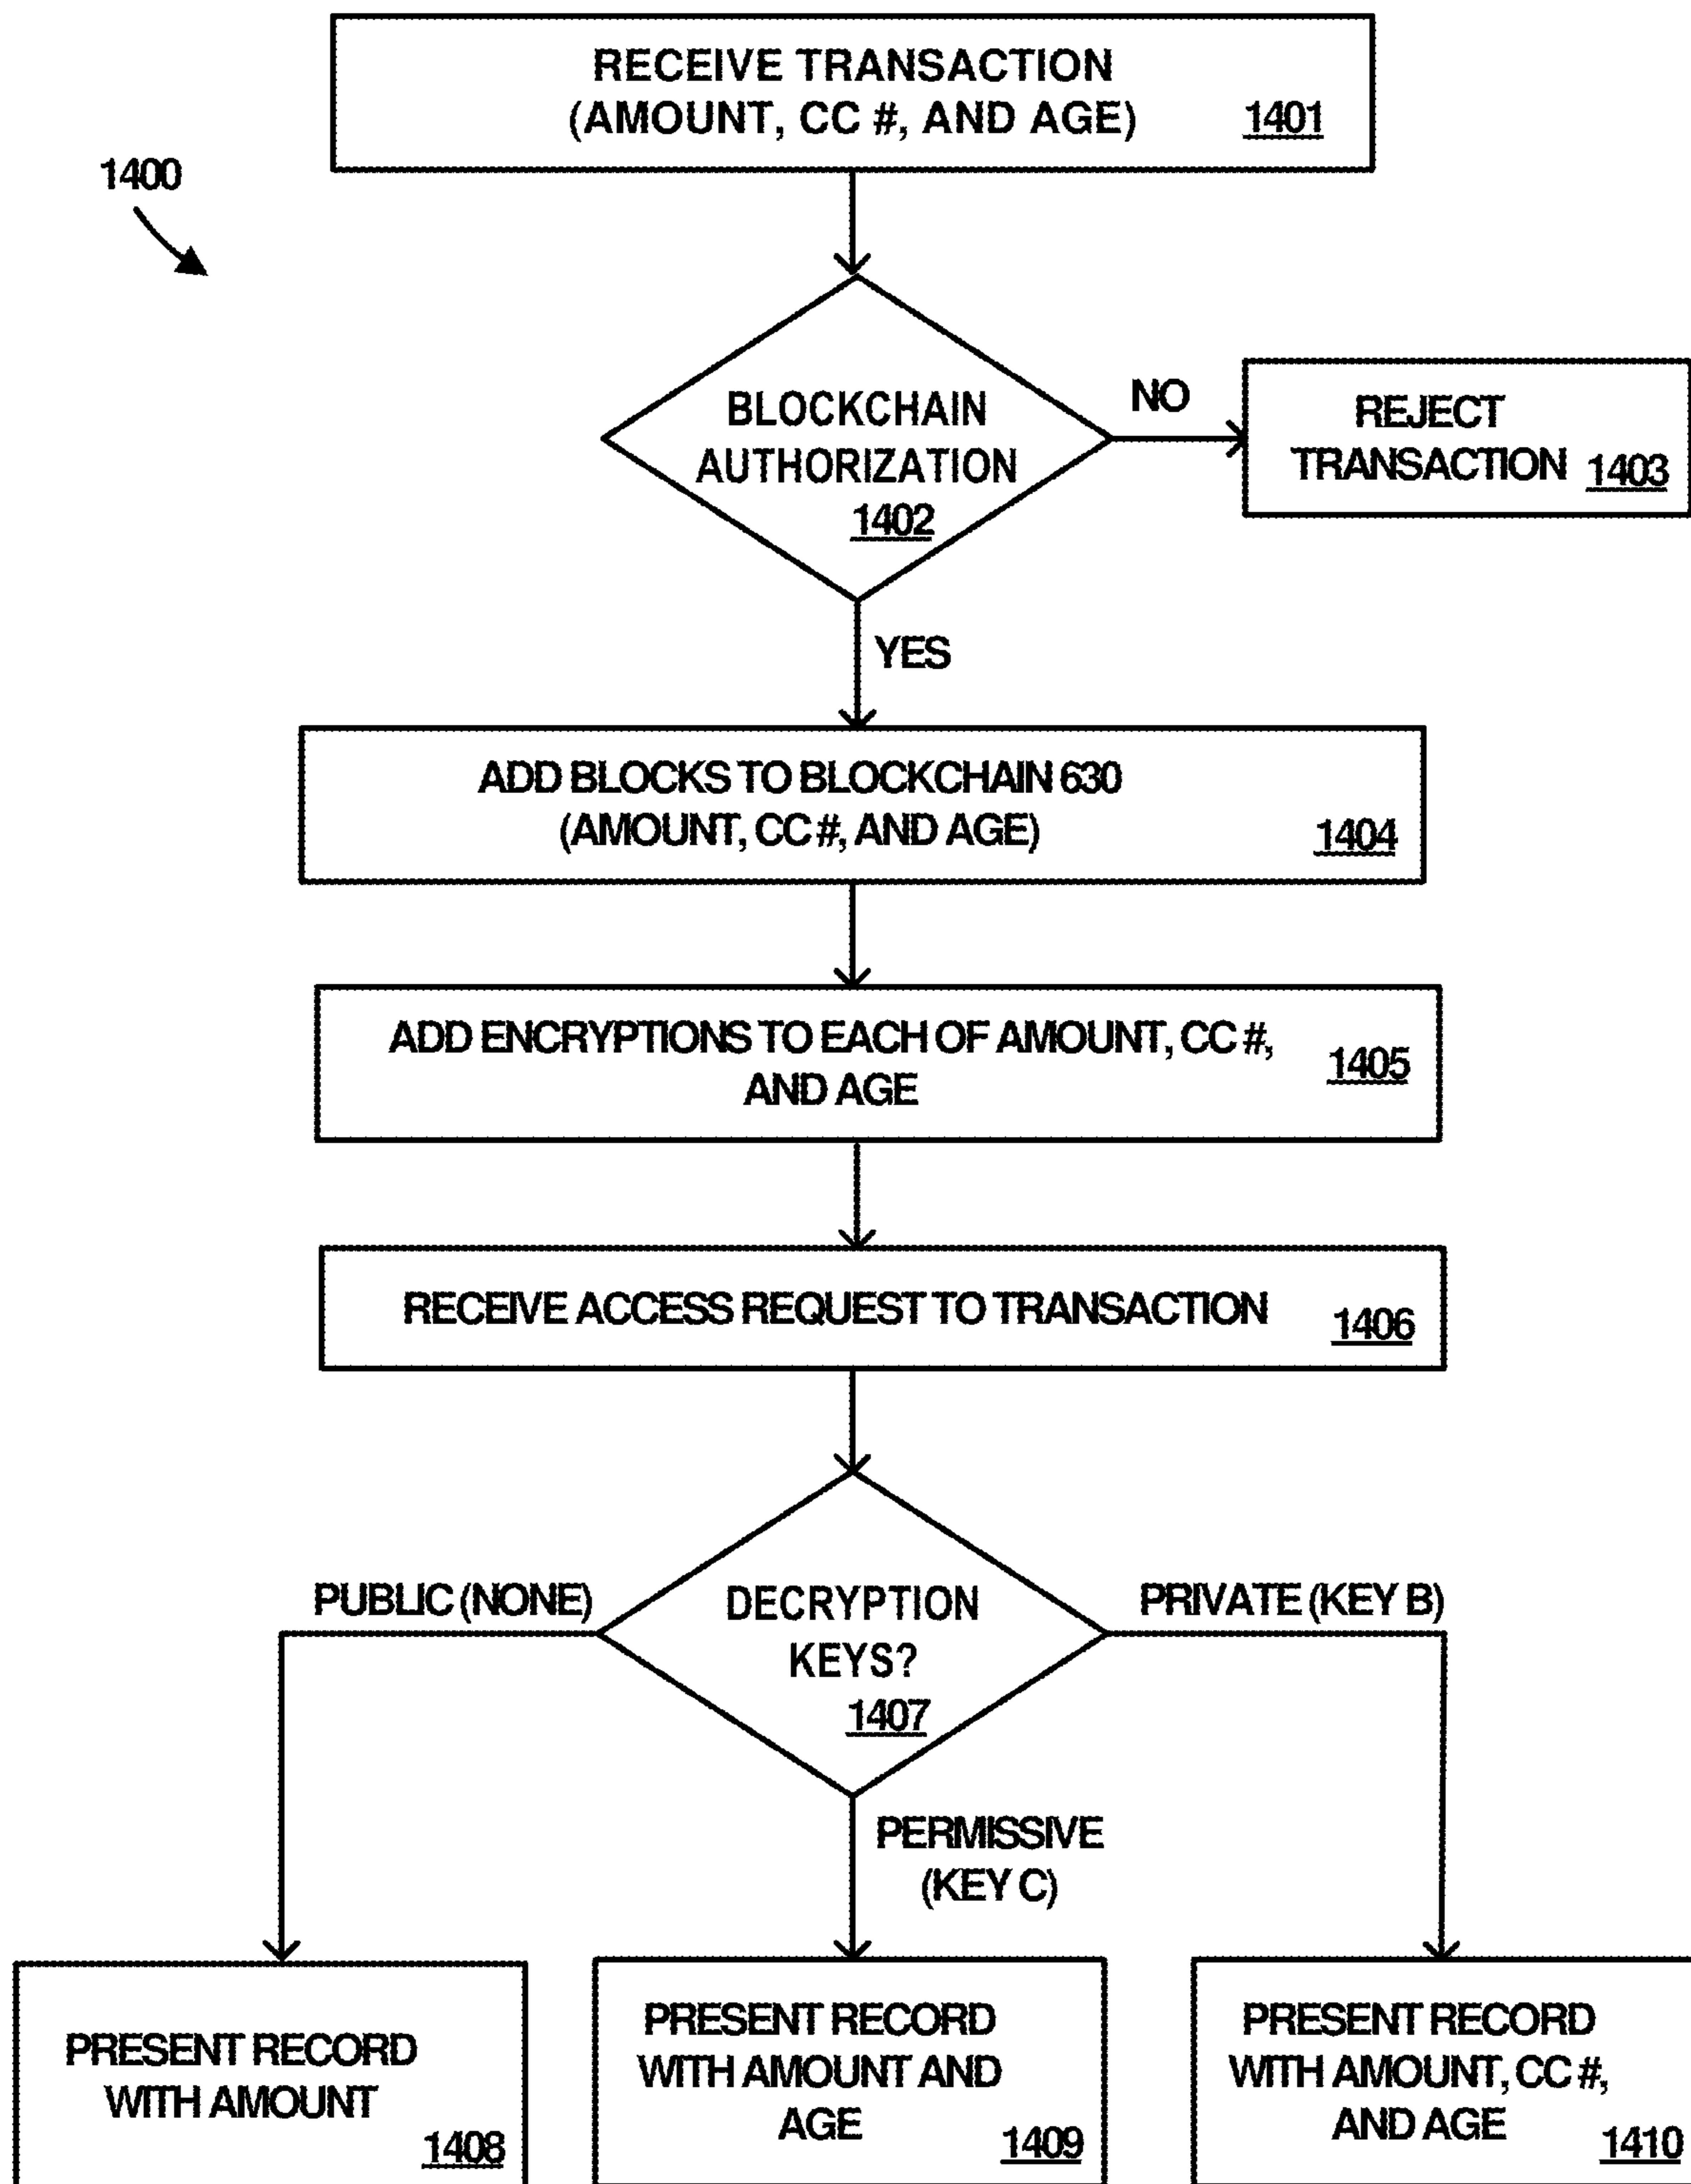 RECEIVE TRANSACTION
(AMOUNT, CC #, AND AGE) 1401
1400
BLOCKCHAIN
AUTHORIZATION
1402
NO
REJECT
TRANSACTION 1403
YES
ADD BLOCKS TO BLOCKCHAIN 630
(AMOUNT, CC #, AND AGE) 1404
ADD ENCRYPTIONS TO EACH OF AMOUNT, CC #,
AND AGE 1405
RECEIVE ACCESS REQUEST TO TRANSACTION 1406
PUBLIC (NONE)
DECRYPTION
KEYS?
1407
PRIVATE (KEY B)
PERMISSIVE
(KEY C)
PRESENT RECORD
WITH AMOUNT
1408
PRESENT RECORD
WITH AMOUNT AND
AGE 1409
PRESENT RECORD
WITH AMOUNT, CC #,
AND AGE 1410